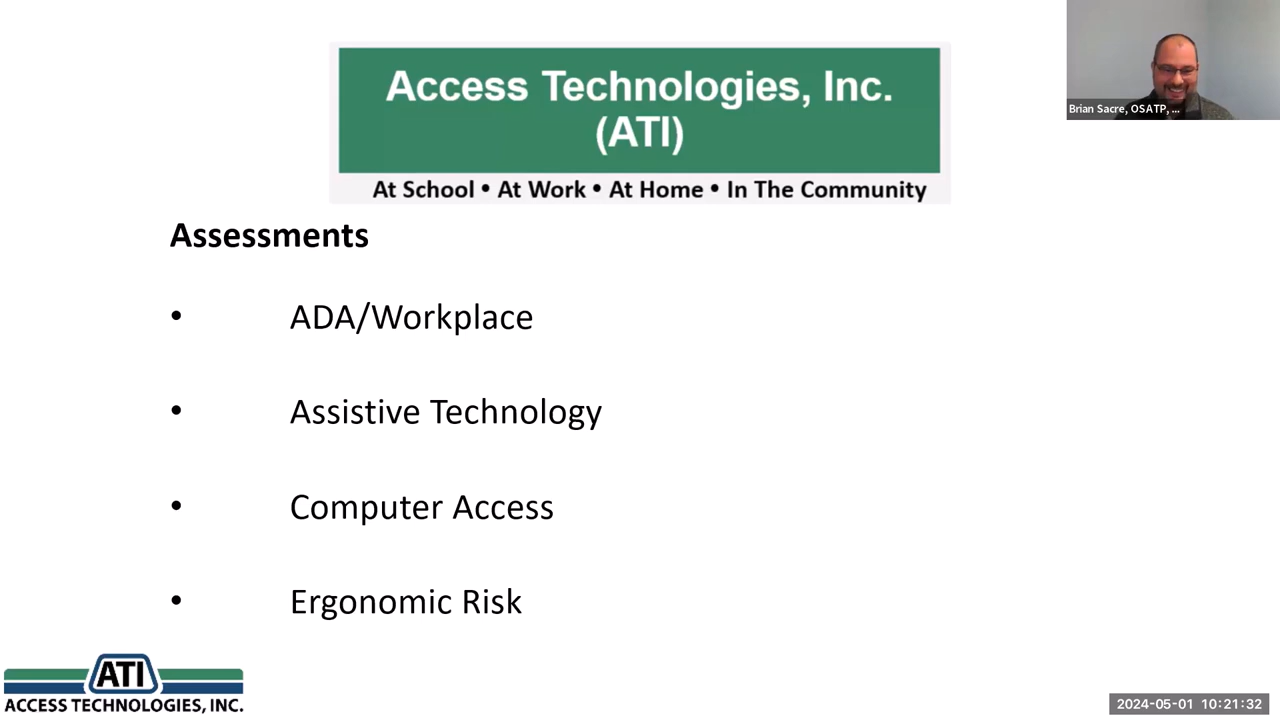 Access Technologies, Inc.
(ATI)
At School • At Work • At Home • In The Community
Brian Sacre, OSATP, ...
Assessments
• ADA/Workplace
• Assistive Technology
• Computer Access
• Ergonomic Risk
ATI
ACCESS TECHNOLOGIES, INC.
2024-05-01 10:21:32